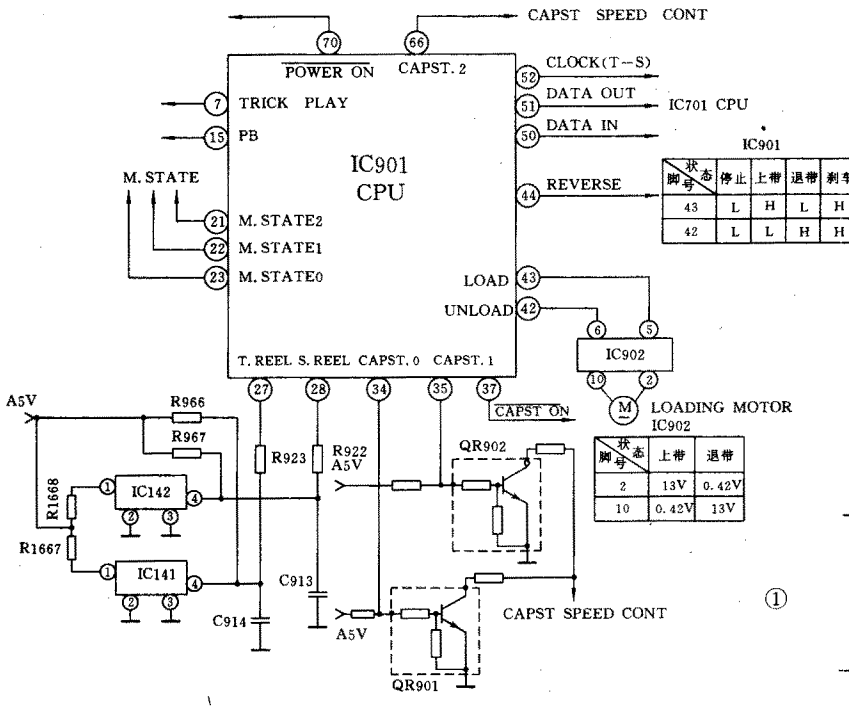 CAPST SPEED CONT
70
66
POWER ON
CAPST. 2
52
CLOCK(T-S)
7
TRICK PLAY
51
DATA OUT
IC701 CPU
15
PB
50
DATA IN
IC901
CPU
M. STATE
44
REVERSE
IC901
状态
脚号
停止
上带
退带
刹车
43
L
H
L
H
42
L
L
H
H
21
M. STATE2
22
M. STATE1
23
M. STATE0
LOAD
43
UNLOAD
42
6
5
IC902
10
2
M
LOADING MOTOR
T. REEL
S. REEL
CAPST. 0
CAPST. 1
27
28
34
35
37
CAPST ON
IC902
状态
脚号
上带
退带
2
13V
0.42V
10
0.42V
13V
A5V
R966
R967
R923
R922
A5V
QR902
R1668
1
IC142
4
2
3
R1667
1
IC141
4
2
3
C913
C914
A5V
CAPST SPEED CONT
QR901
①